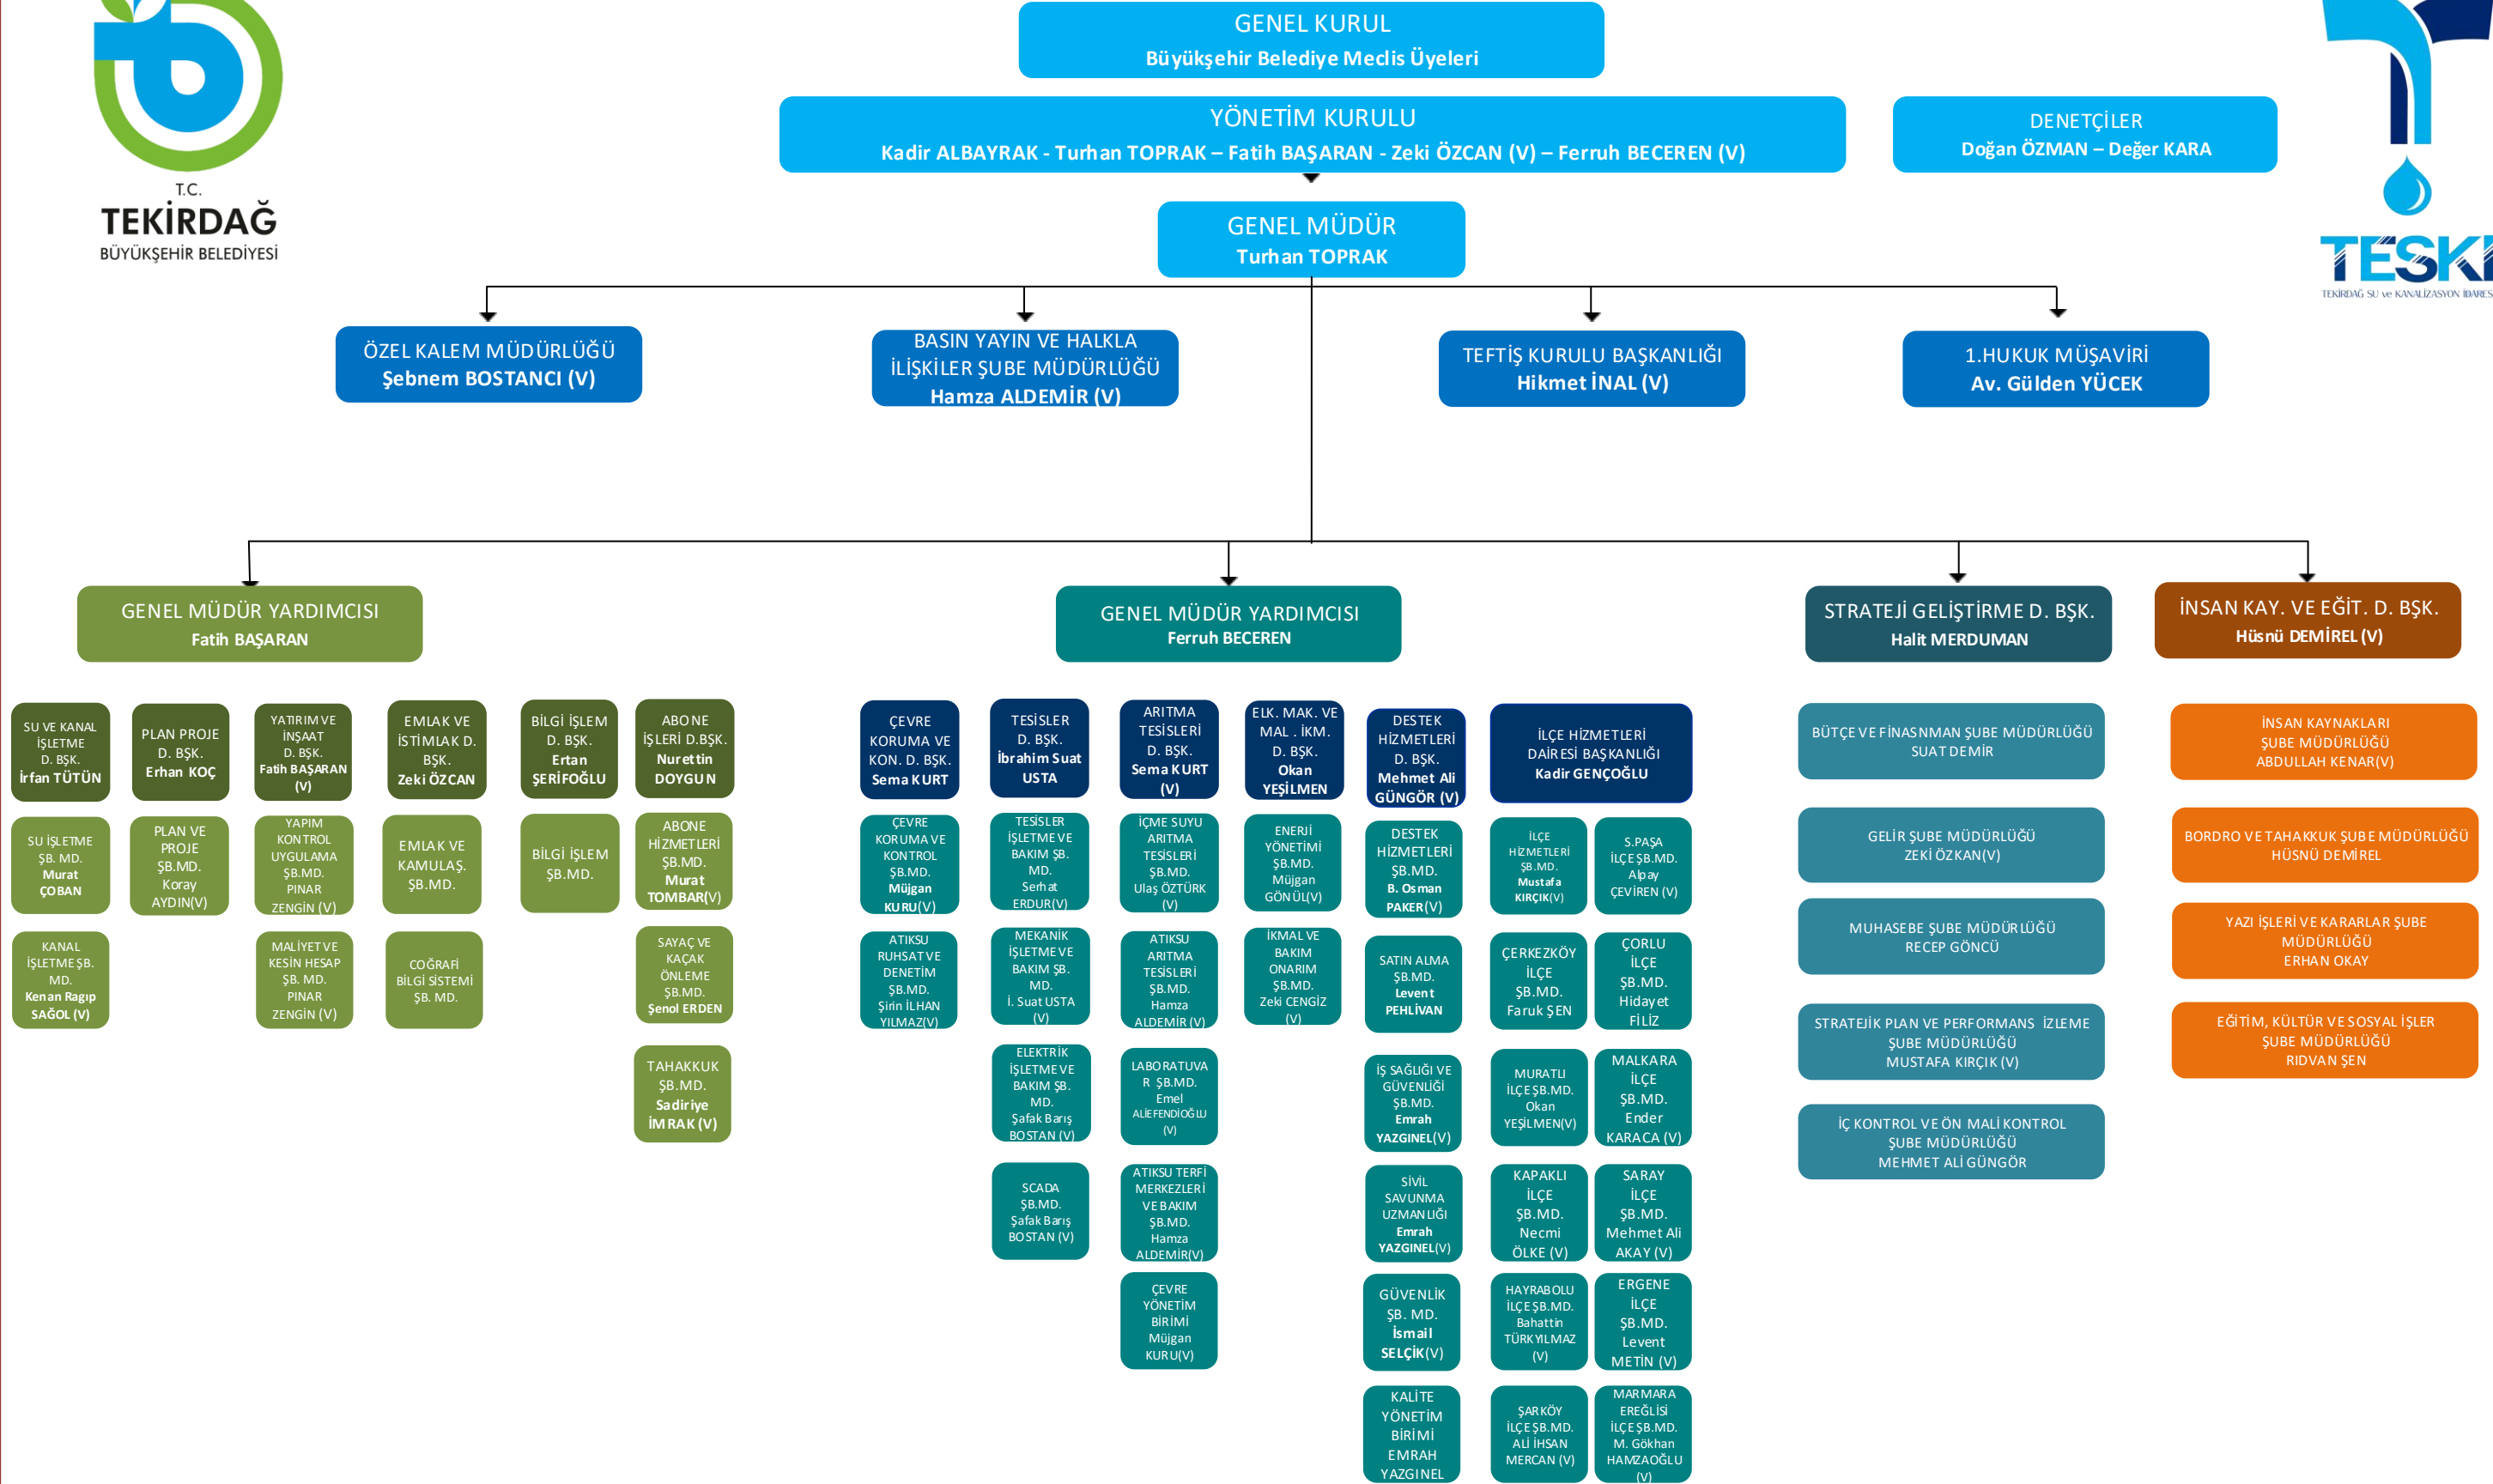 T.C.
TEKİRDAĞ
BÜYÜKŞEHİR BELEDİYESİ
GENEL KURUL
Büyükşehir Belediye Meclis Üyeleri
YÖNETİM KURULU
Kadir ALBAYRAK - Turhan TOPRAK – Fatih BAŞARAN - Zeki ÖZCAN (V) – Ferruh BECEREN (V)
DENETÇİLER
Doğan ÖZMAN – Değer KARA
TESKİ
TEKİRDAĞ SU ve KANALİZASYON İDARES
GENEL MÜDÜR
Turhan TOPRAK
ÖZEL KALEM MÜDÜRLÜĞÜ
Şebnem BOSTANCI (V)
BASIN YAYIN VE HALKLA
İLİŞKİLER ŞUBE MÜDÜRLÜĞÜ
Hamza ALDEMİR (V)
TEFTİŞ KURULU BAŞKANLIĞI
Hikmet İNAL (V)
1.HUKUK MÜŞAVİRİ
Av. Gülden YÜCEK
GENEL MÜDÜR YARDIMCISI
Fatih BAŞARAN
GENEL MÜDÜR YARDIMCISI
Ferruh BECEREN
STRATEJİ GELİŞTİRME D. BŞK.
Halit MERDUMAN
İNSAN KAY. VE EĞİT. D. BŞK.
Hüsnü DEMİREL (V)
SU VE KANAL
İŞLETME
D. BŞK.
İrfan TÜTÜN
SU İŞLETME
ŞB. MD.
Murat
ÇOBAN
KANAL
İŞLETME ŞB.
MD.
Kenan Ragıp
SAĞOL (V)
PLAN PROJE
D. BŞK.
Erhan KOÇ
PLAN VE
PROJE
ŞB.MD.
Koray
AYDIN(V)
YATIRIM VE
İNŞAAT
D. BŞK.
Fatih BAŞARAN
(V)
YAPIM
KONTROL
UYGULAMA
ŞB.MD.
PINAR
ZENGİN (V)
MALİYET VE
KESİN HESAP
ŞB. MD.
PINAR
ZENGİN (V)
EMLAK VE
İSTİMLAK D.
BŞK.
Zeki ÖZCAN
EMLAK VE
KAMULAŞ.
ŞB.MD.
COĞRAFİ
BİLGİ SİSTEMİ
ŞB. MD.
BİLGİ İŞLEM
D. BŞK.
Ertan
ŞERİFOĞLU
BİLGİ İŞLEM
ŞB.MD.
ABONE
İŞLERİ D.BŞK.
Nurettin
DOYGUN
ABONE
HİZMETLERİ
ŞB.MD.
Murat
TOMBAR(V)
SAYAÇ VE
KAÇAK
ÖNLEME
ŞB.MD.
Şenol ERDEN
TAHAKKUK
ŞB.MD.
Sadiriye
İMRAK (V)
ÇEVRE
KORUMA VE
KON. D. BŞK.
Sema KURT
ÇEVRE
KORUMA VE
KONTROL
ŞB.MD.
Müjgan
KURU(V)
ATIKSU
RUHSAT VE
DENETİM
ŞB.MD.
Şirin İLHAN
YILMAZ(V)
TESİSLER
D. BŞK.
İbrahim Suat
USTA
TESİSLER
İŞLETME VE
BAKIM ŞB.
MD.
Serhat
ERDUR(V)
MEKANİK
İŞLETME VE
BAKIM ŞB.
MD.
İ. Suat USTA
(V)
ELEKTRİK
İŞLETME VE
BAKIM ŞB.
MD.
Şafak Barış
BOSTAN (V)
SCADA
ŞB.MD.
Şafak Barış
BOSTAN (V)
ARITMA
TESİSLERİ
D. BŞK.
Sema KURT
(V)
İÇME SUYU
ARITMA
TESİSLERİ
ŞB.MD.
Ulaş ÖZTÜRK
(V)
ATIKSU
ARITMA
TESİSLERİ
ŞB.MD.
Hamza
ALDEMİR (V)
LABORATUVA
R ŞB.MD.
Emel
ALİEFENDİOĞLU
(V)
ATIKSU TERFİ
MERKEZLERİ
VE BAKIM
ŞB.MD.
Hamza
ALDEMİR(V)
ÇEVRE
YÖNETİM
BİRİMİ
Müjgan
KURU(V)
ELK. MAK. VE
MAL . İKM.
D. BŞK.
Okan
YEŞİLMEN
ENERJİ
YÖNETİMİ
ŞB.MD.
Müjgan
GÖNÜL(V)
İKMAL VE
BAKIM
ONARIM
ŞB.MD.
Zeki CENGİZ
(V)
DESTEK
HİZMETLERİ
D. BŞK.
Mehmet Ali
GÜNGÖR (V)
DESTEK
HİZMETLERİ
ŞB.MD.
B. Osman
PAKER(V)
SATIN ALMA
ŞB.MD.
Levent
PEHLİVAN
İŞ SAĞLIĞI VE
GÜVENLİĞİ
ŞB.MD.
Emrah
YAZGINEL(V)
SİVİL
SAVUNMA
UZMANLIĞI
Emrah
YAZGINEL(V)
GÜVENLİK
ŞB. MD.
İsmail
SELÇİK(V)
KALİTE
YÖNETİM
BİRİMİ
EMRAH
YAZGINEL
İLÇE HİZMETLERİ
DAİRESİ BAŞKANLIĞI
Kadir GENÇOĞLU
İLÇE
HİZMETLERİ
ŞB.MD.
Mustafa
KIRÇIK(V)
S.PAŞA
İLÇE ŞB.MD.
Alpay
ÇEVİREN (V)
ÇERKEZKÖY
İLÇE
ŞB.MD.
Faruk ŞEN
ÇORLU
İLÇE
ŞB.MD.
Hidayet
FİLİZ
MURATLI
İLÇE ŞB.MD.
Okan
YEŞİLMEN(V)
MALKARA
İLÇE
ŞB.MD.
Ender
KARACA (V)
KAPAKLI
İLÇE
ŞB.MD.
Necmi
ÖLKE (V)
SARAY
İLÇE
ŞB.MD.
Mehmet Ali
AKAY (V)
HAYRABOLU
İLÇE ŞB.MD.
Bahattin
TÜRKYILMAZ
(V)
ERGENE
İLÇE
ŞB.MD.
Levent
METİN (V)
ŞARKÖY
İLÇE ŞB.MD.
ALİ İHSAN
MERCAN (V)
MARMARA
EREĞLİSİ
İLÇE ŞB.MD.
M. Gökhan
HAMZAOĞLU
(V)
BÜTÇE VE FİNASNMAN ŞUBE MÜDÜRLÜĞÜ
SUAT DEMİR
GELİR ŞUBE MÜDÜRLÜĞÜ
ZEKİ ÖZKAN(V)
MUHASEBE ŞUBE MÜDÜRLÜĞÜ
RECEP GÖNCÜ
STRATEJİK PLAN VE PERFORMANS İZLEME
ŞUBE MÜDÜRLÜĞÜ
MUSTAFA KIRÇIK (V)
İÇ KONTROL VE ÖN MALİ KONTROL
ŞUBE MÜDÜRLÜĞÜ
MEHMET ALİ GÜNGÖR
İNSAN KAYNAKLARI
ŞUBE MÜDÜRLÜĞÜ
ABDULLAH KENAR(V)
BORDRO VE TAHAKKUK ŞUBE MÜDÜRLÜĞÜ
HÜSNÜ DEMİREL
YAZI İŞLERİ VE KARARLAR ŞUBE
MÜDÜRLÜĞÜ
ERHAN OKAY
EĞİTİM, KÜLTÜR VE SOSYAL İŞLER
ŞUBE MÜDÜRLÜĞÜ
RIDVAN ŞEN